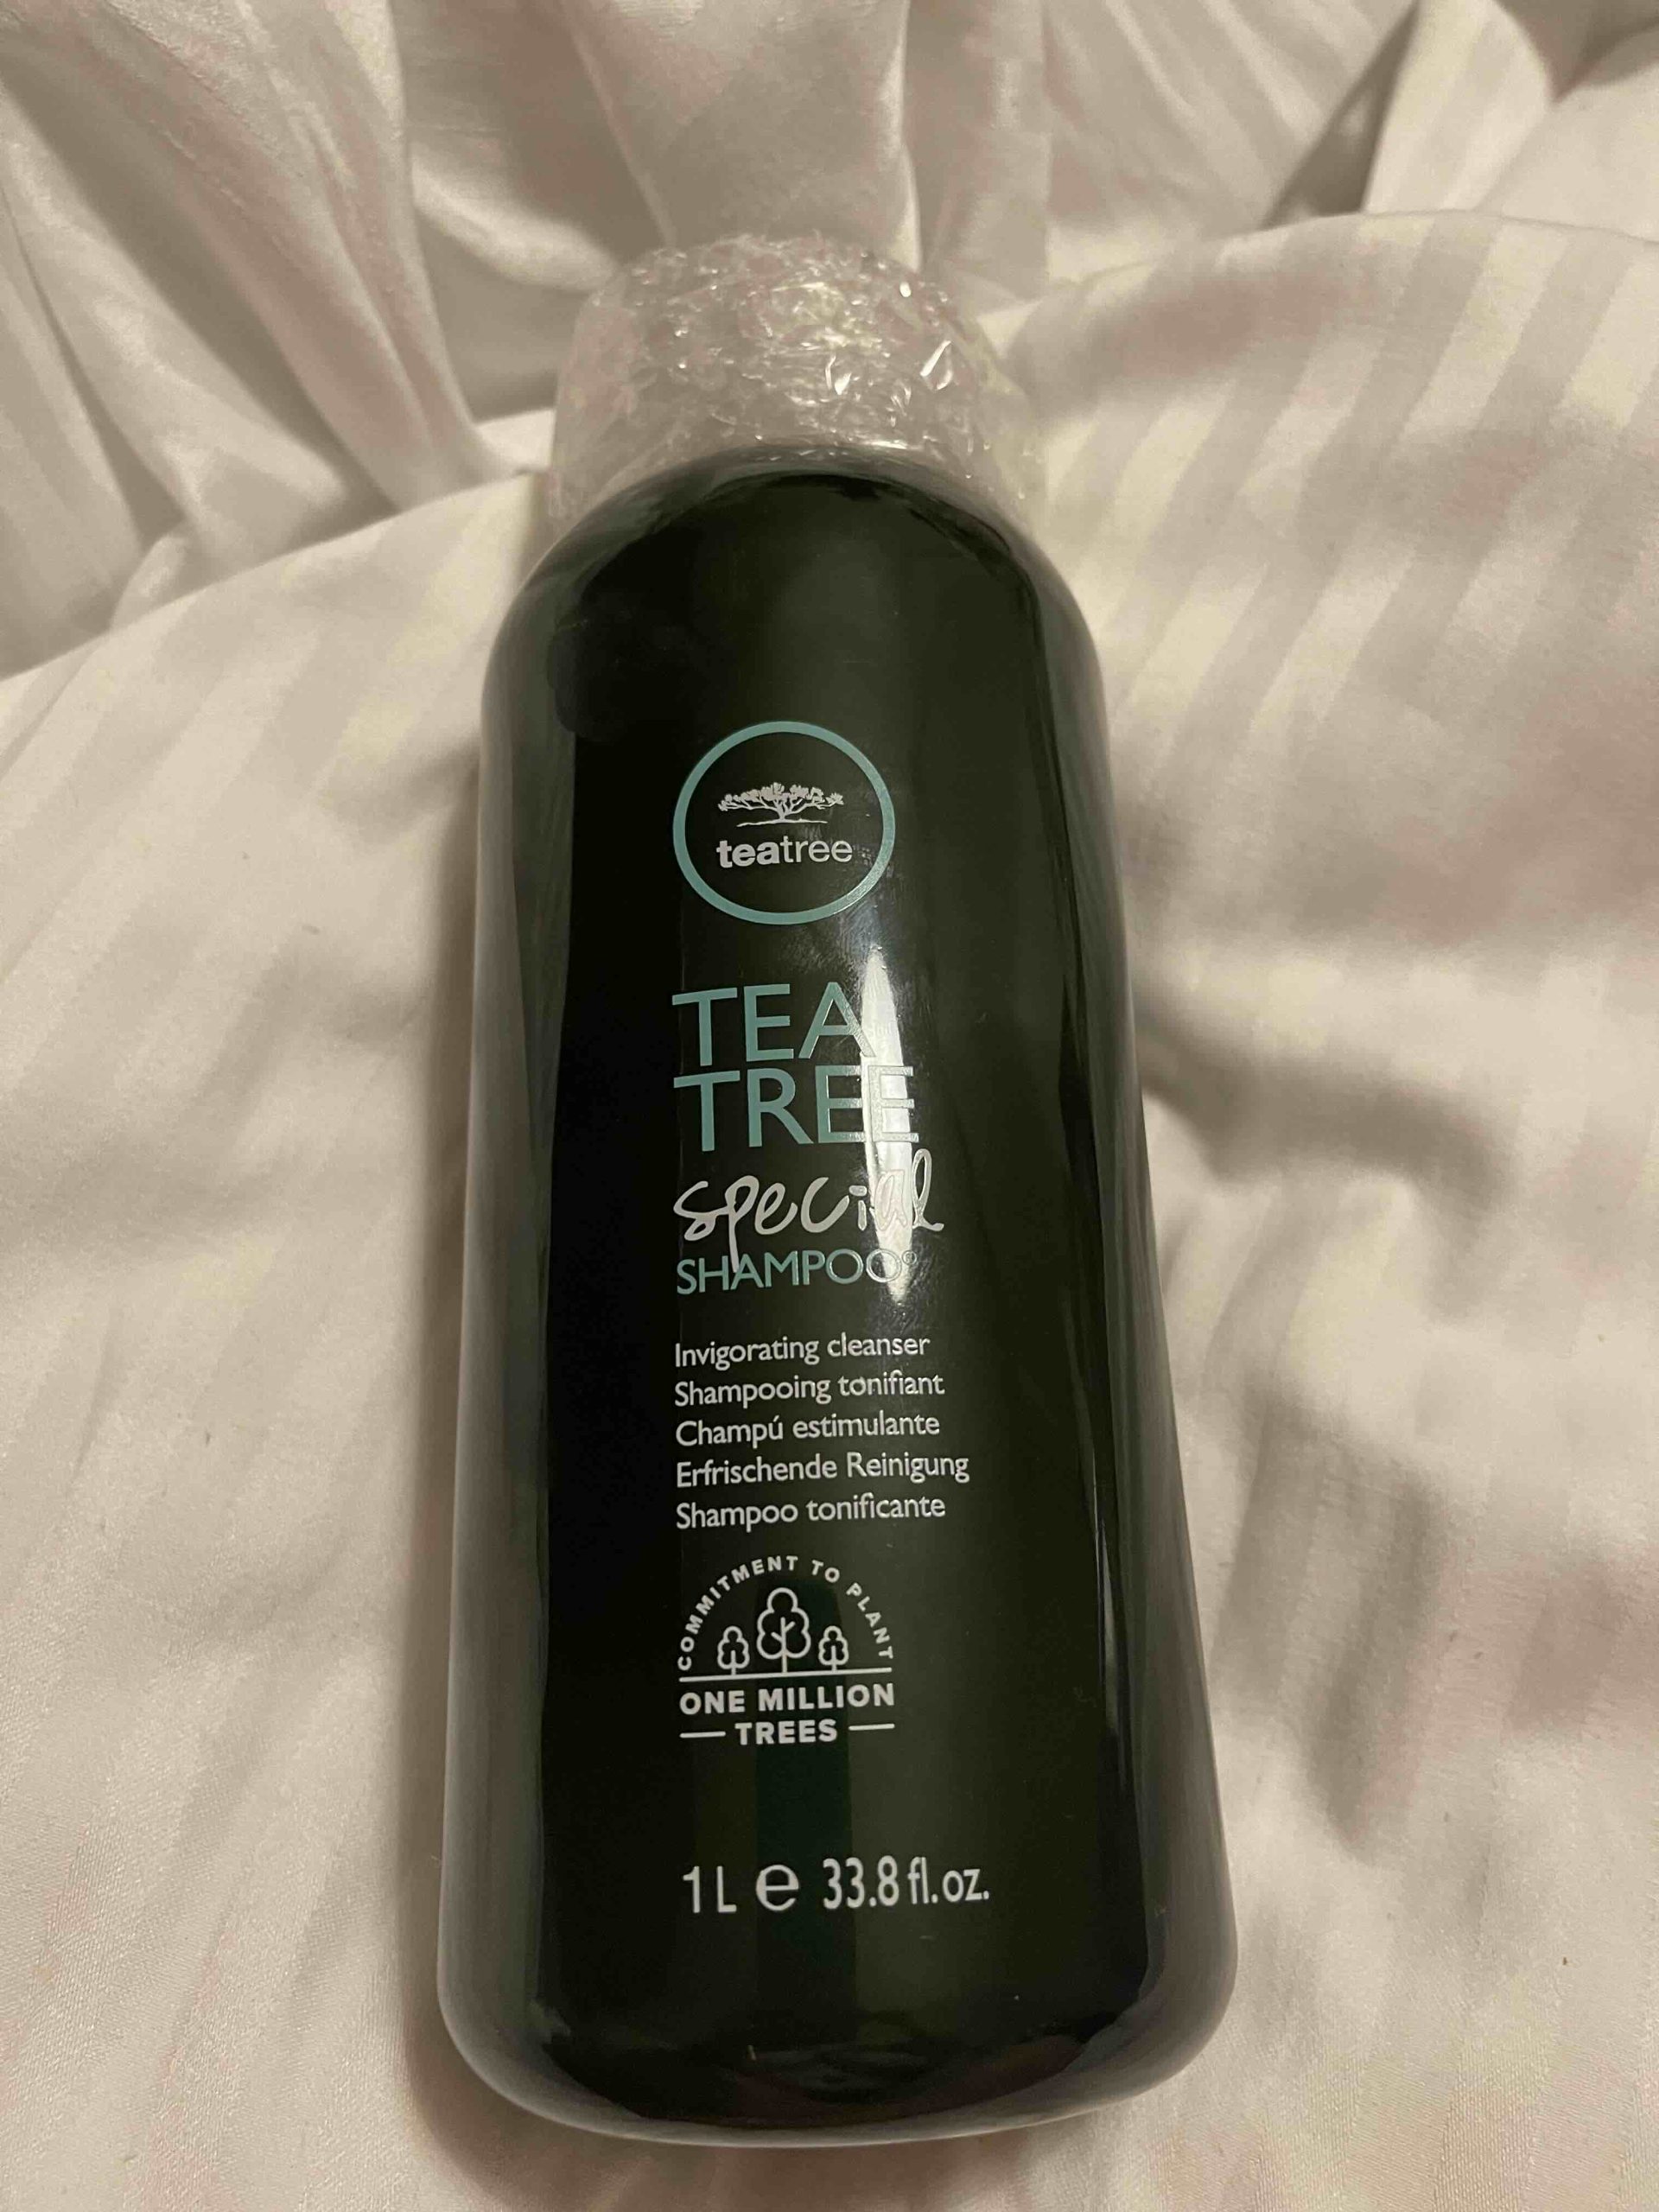 teatree
TEA
TREE
special
SHAMPOO®
Invigorating cleanser
Shampooing tonifiant
Champú estimulante
Erfrischende Reinigung
Shampoo tonificante
COMMITMENT TO PLANT
ONE MILLION
TREES
1 L ℮ 33.8 fl. oz.